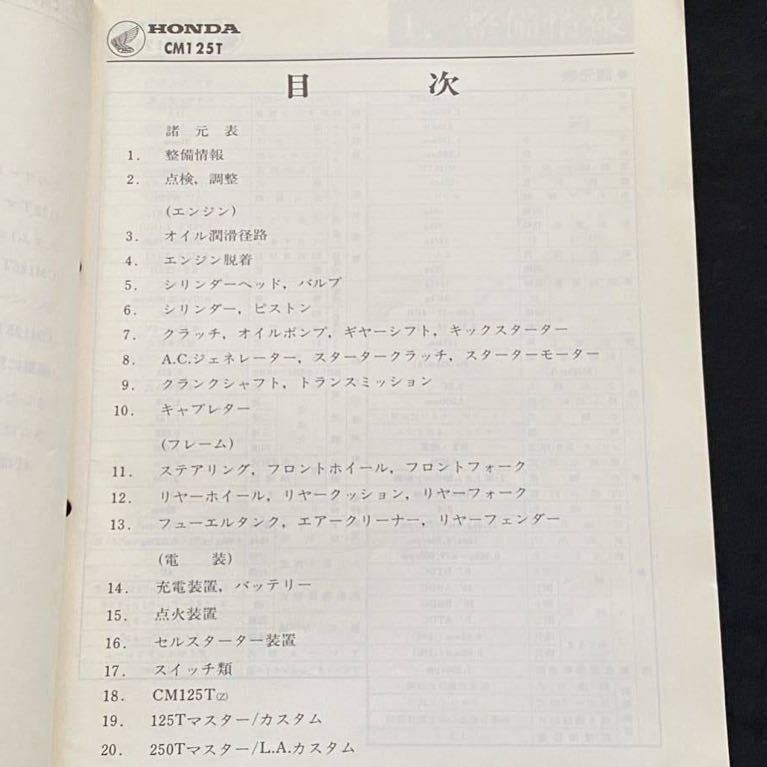 HONDA
CM125T
目 次
諸 元 表
1. 整備情報
2. 点検, 調整
(エンジン)
3. オイル潤滑径路
4. エンジン脱着
5. シリンダーヘッド, バルブ
6. シリンダー, ピストン
7. クラッチ, オイルポンプ, ギヤーシフト, キックスターター
8. A.C.ジェネレーター, スタータークラッチ, スターターモーター
9. クランクシャフト, トランスミッション
10. キャブレター
(フレーム)
11. ステアリング, フロントホイール, フロントフォーク
12. リヤーホイール, リヤークッション, リヤーフォーク
13. フューエルタンク, エアークリーナー, リヤーフェンダー
(電 装)
14. 充電装置, バッテリー
15. 点火装置
16. セルスターター装置
17. スイッチ類
18. CM125T(Z)
19. 125Tマスター/カスタム
20. 250Tマスター/L.A.カスタム